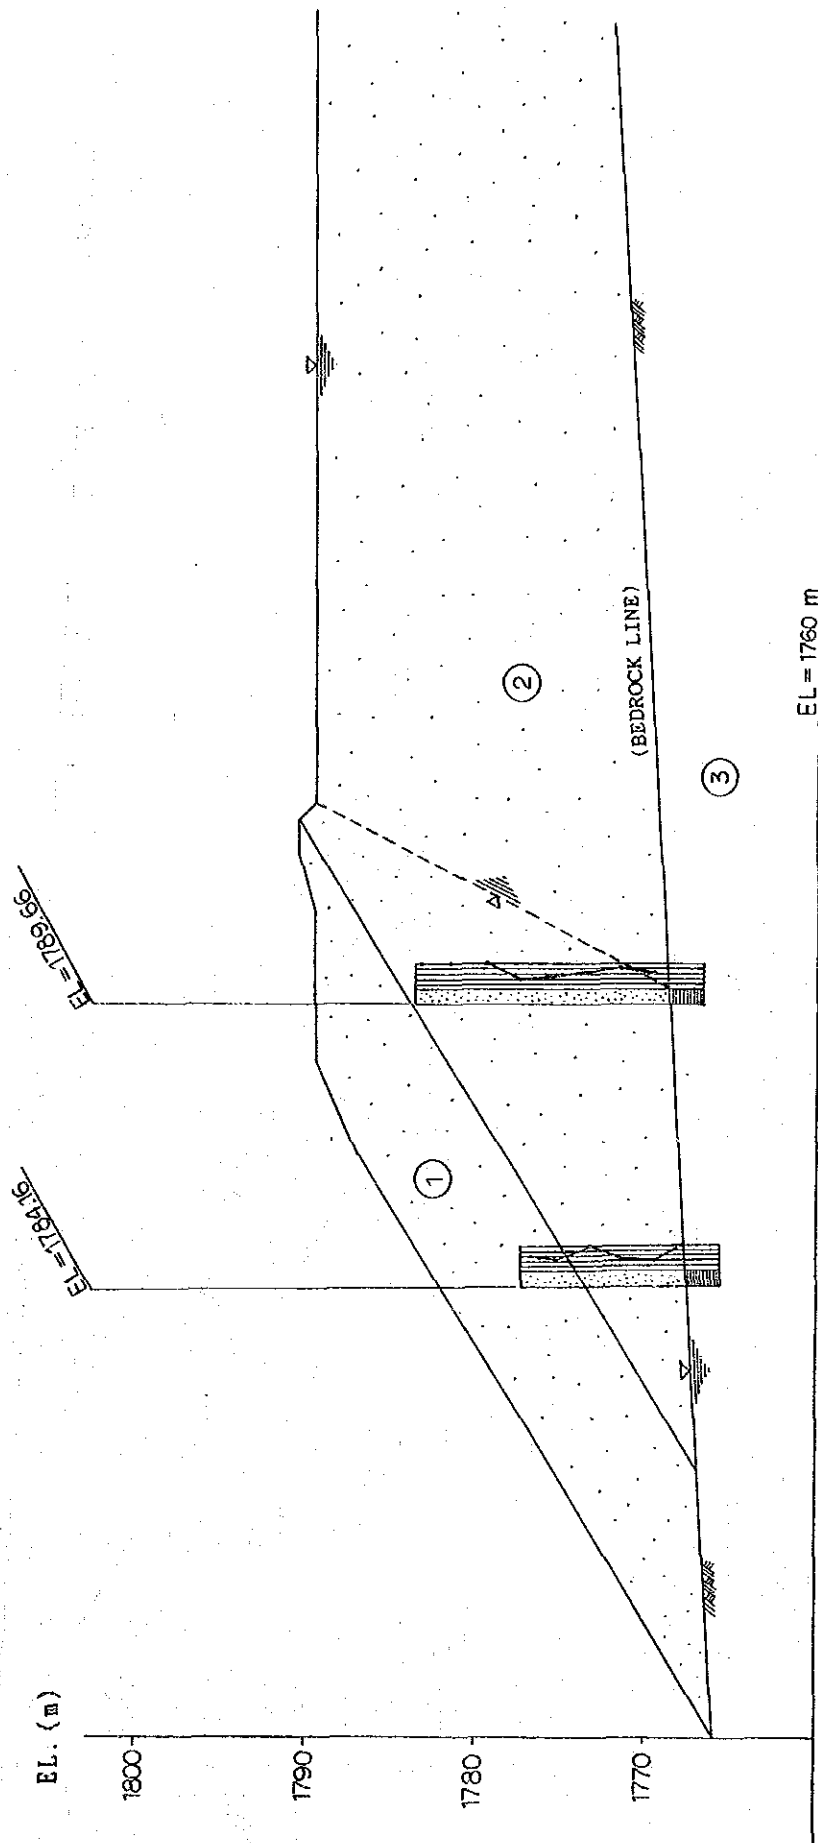 EL. (m)
1800
1790
1780
1770
EL=1784.16
EL=1789.66
1
2
3
(BEDROCK LINE)
EL = 1760 m